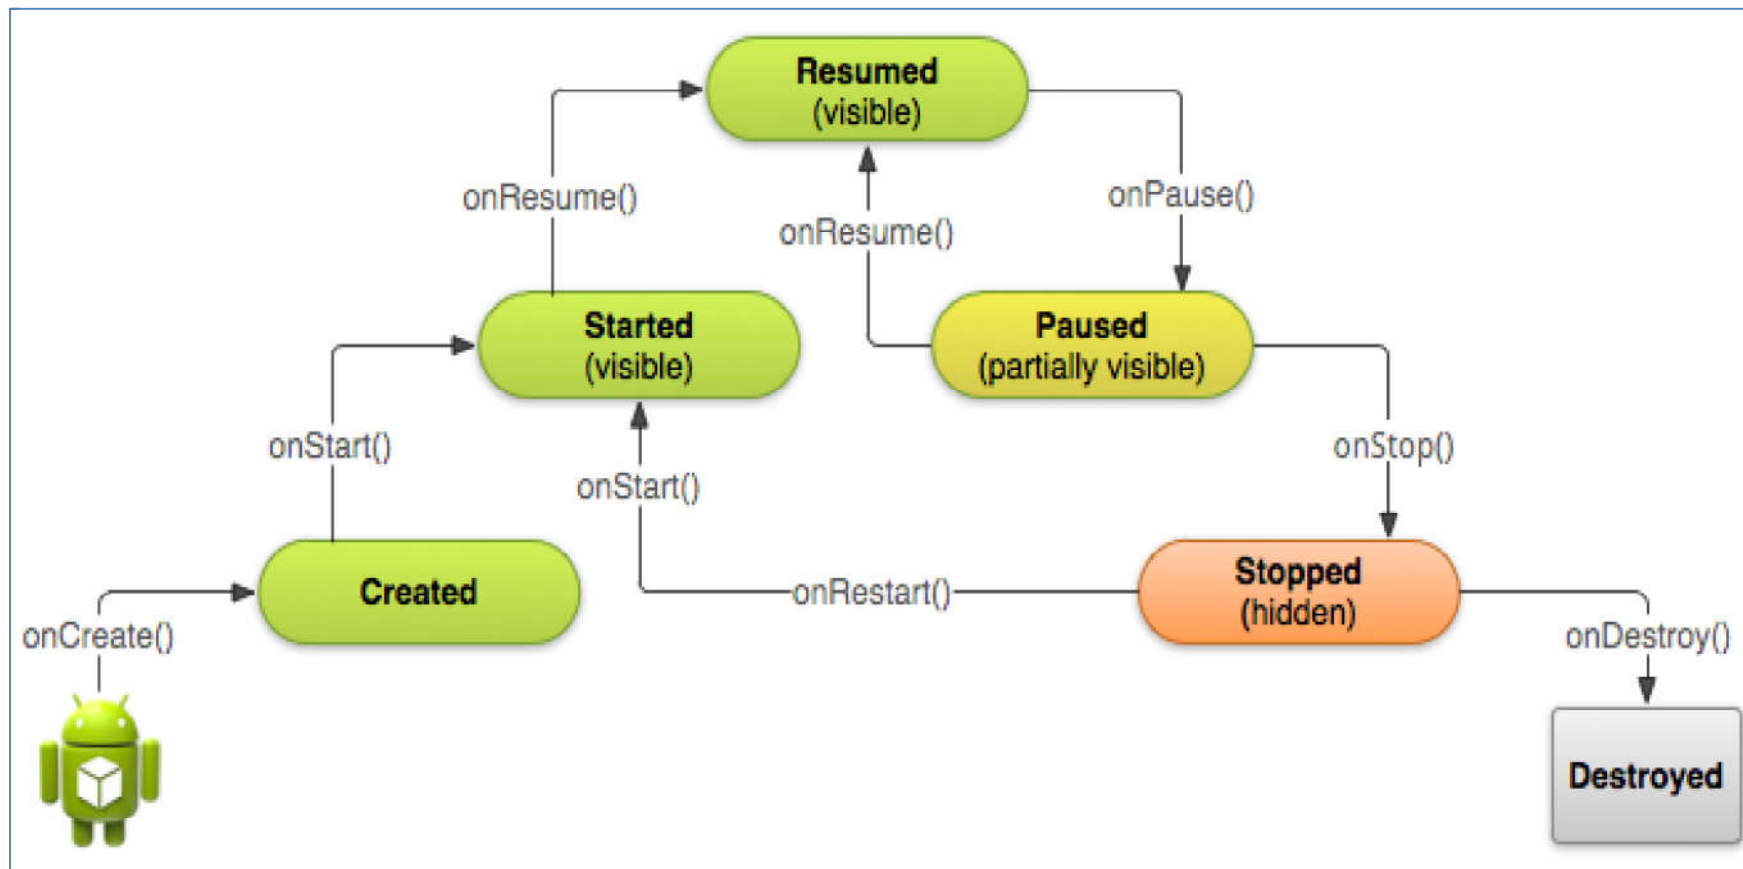 Resumed
(visible)
onResume()
onPause()
onResume()
Started
(visible)
Paused
(partially visible)
onStart()
onStop()
onStart()
Created
onRestart()
Stopped
(hidden)
onCreate()
onDestroy()
Destroyed